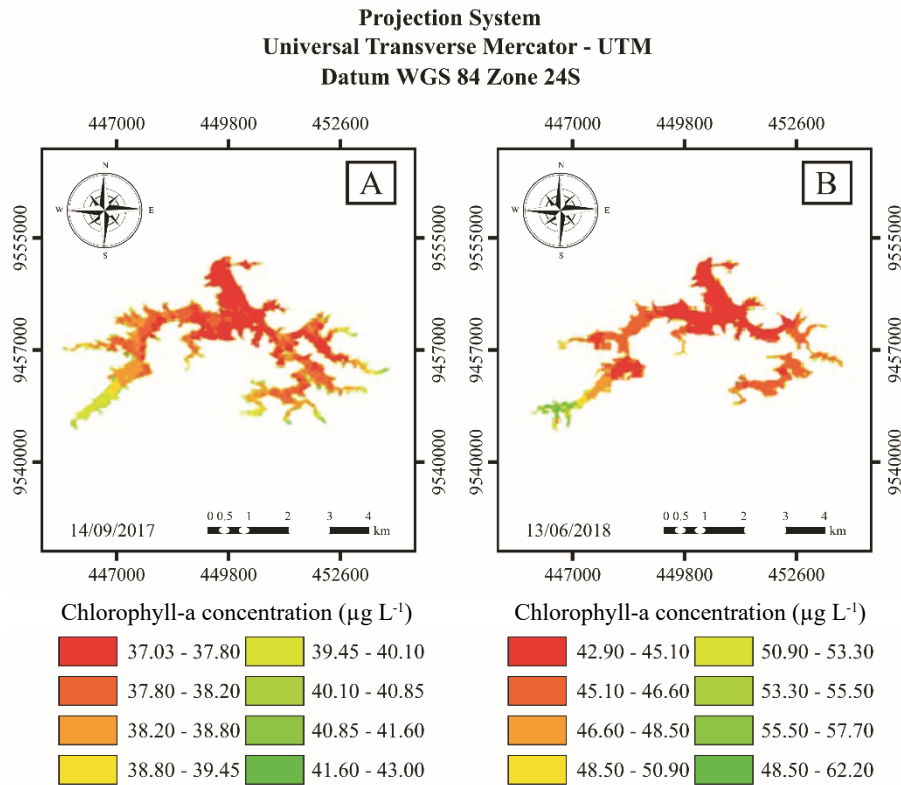 Projection System
Universal Transverse Mercator - UTM
Datum WGS 84 Zone 24S
447000 449800 452600
447000 449800 452600
A
N
W E
S
B
N
W E
S
9555000 9555000 9555000
9457000 9457000 9457000
9540000 9540000 9540000
14/09/2017
0 0.5 1 2 3 4
km
13/06/2018
0 0.5 1 2 3 4
km
447000 449800 452600
447000 449800 452600
Chlorophyll-a concentration (µg L-1)
37.03 - 37.80 39.45 - 40.10
37.80 - 38.20 40.10 - 40.85
38.20 - 38.80 40.85 - 41.60
38.80 - 39.45 41.60 - 43.00
Chlorophyll-a concentration (µg L-1)
42.90 - 45.10 50.90 - 53.30
45.10 - 46.60 53.30 - 55.50
46.60 - 48.50 55.50 - 57.70
48.50 - 50.90 48.50 - 62.20